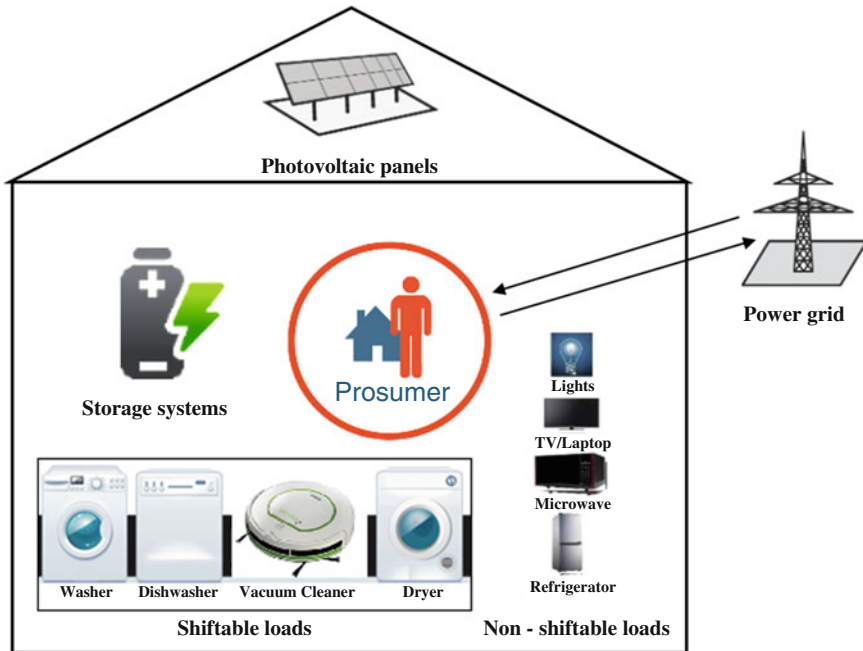 Photovoltaic panels
Power grid
Prosumer
Storage systems
Lights
TV/Laptop
Microwave
Refrigerator
Washer
Dishwasher
Vacuum Cleaner
Dryer
Shiftable loads
Non - shiftable loads